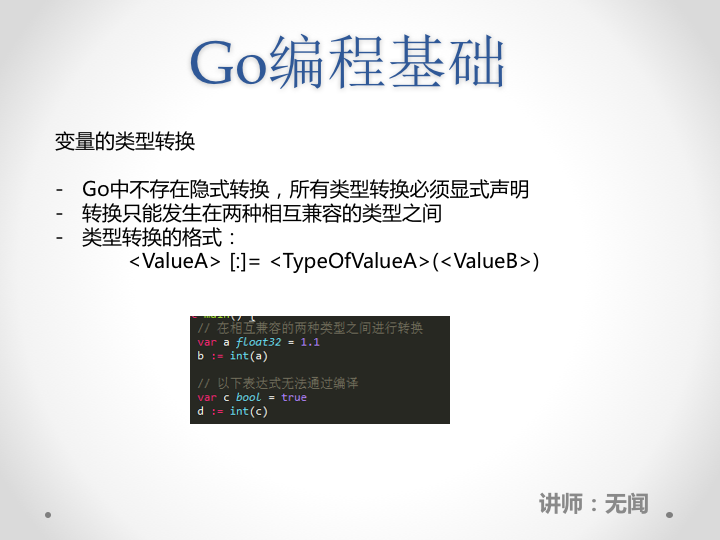 Go编程基础
变量的类型转换
- Go中不存在隐式转换，所有类型转换必须显式声明
- 转换只能发生在两种相互兼容的类型之间
- 类型转换的格式：
<ValueA> [:]= <TypeOfValueA>(<ValueB>)
main() {
// 在相互兼容的两种类型之间进行转换
var a float32 = 1.1
b := int(a)
// 以下表达式无法通过编译
var c bool = true
d := int(c)
讲师：无闻